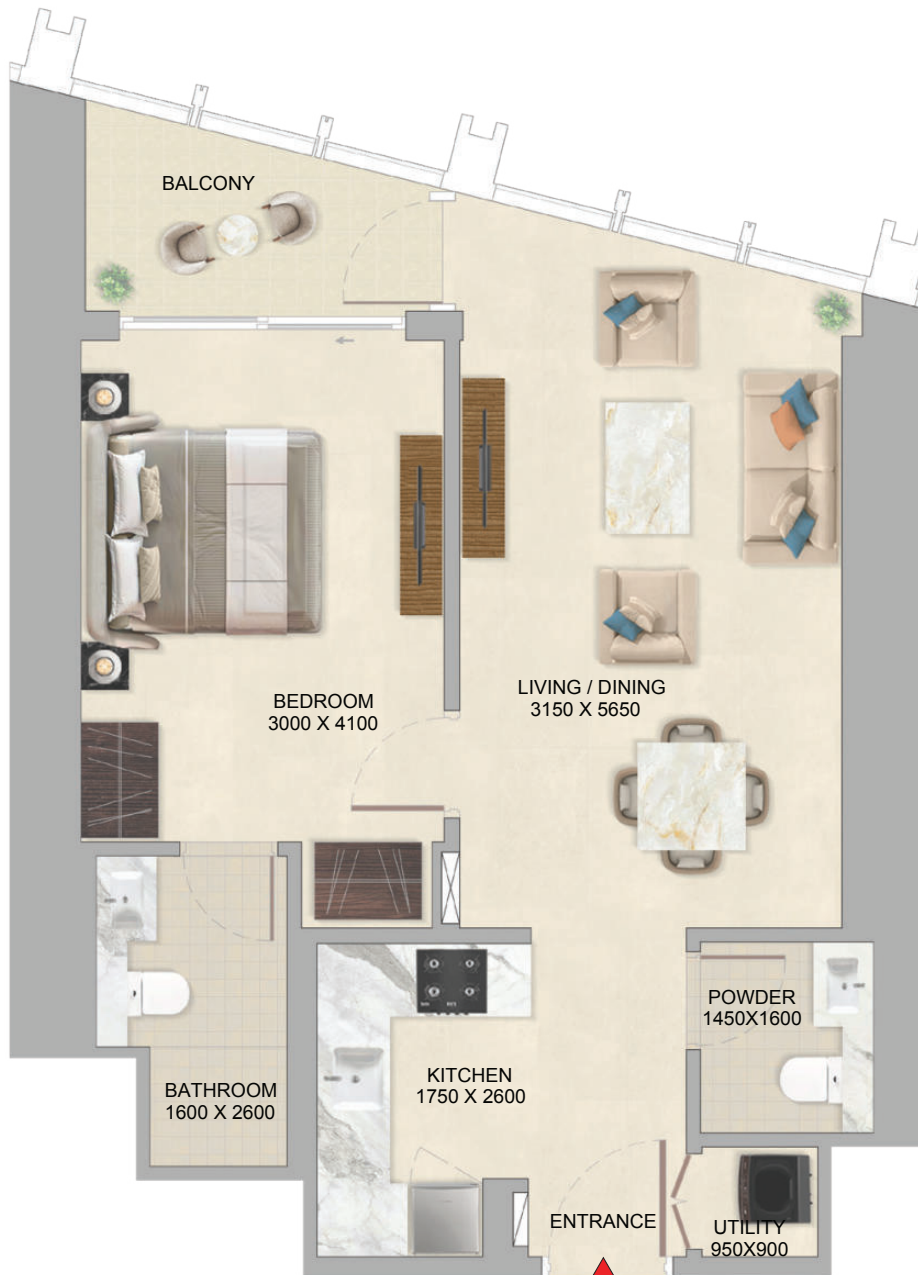 BALCONY
BEDROOM
3000 X 4100
LIVING / DINING
3150 X 5650
POWDER
1450X1600
KITCHEN
1750 X 2600
BATHROOM
1600 X 2600
ENTRANCE
UTILITY
950X900